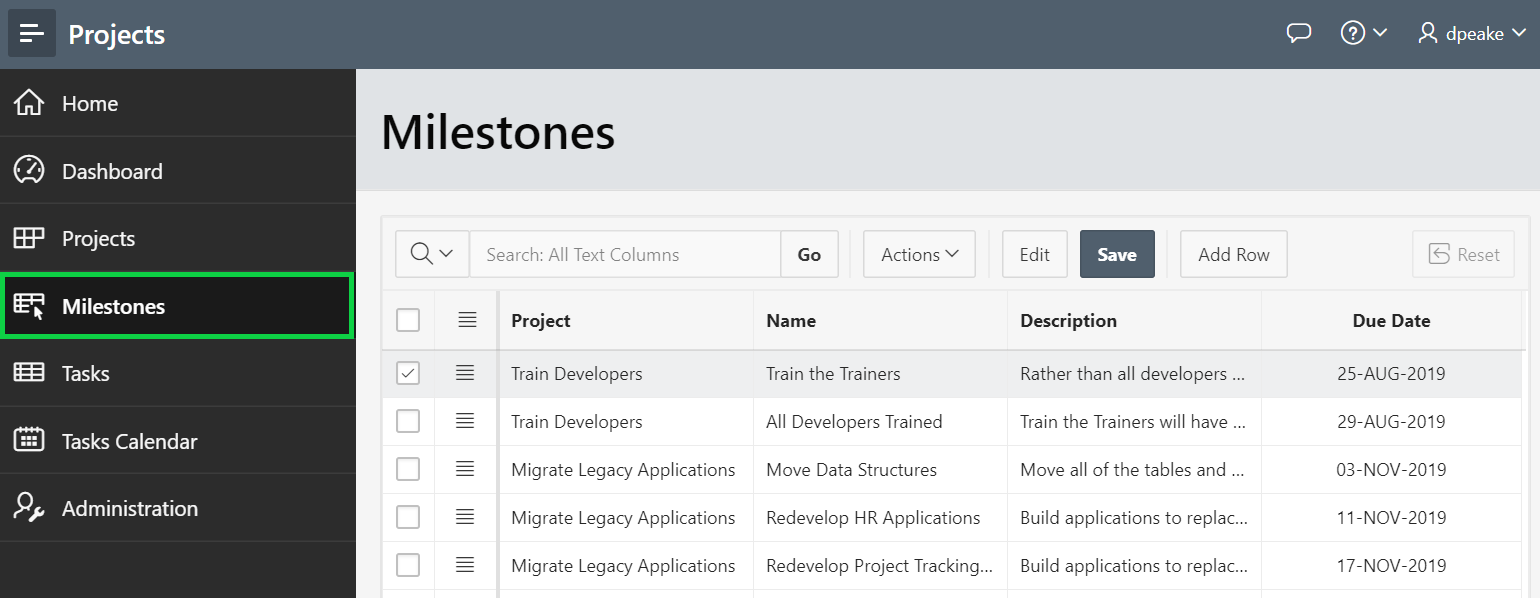 Projects
? dpeake
Home
Dashboard
Projects
Milestones
Tasks
Tasks Calendar
Administration
Milestones
Search: All Text Columns Go Actions Edit Save Add Row Reset
Project Name Description Due Date
Train Developers Train the Trainers Rather than all developers ... 25-AUG-2019
Train Developers All Developers Trained Train the Trainers will have ... 29-AUG-2019
Migrate Legacy Applications Move Data Structures Move all of the tables and ... 03-NOV-2019
Migrate Legacy Applications Redevelop HR Applications Build applications to replac... 11-NOV-2019
Migrate Legacy Applications Redevelop Project Tracking... Build applications to replac... 17-NOV-2019